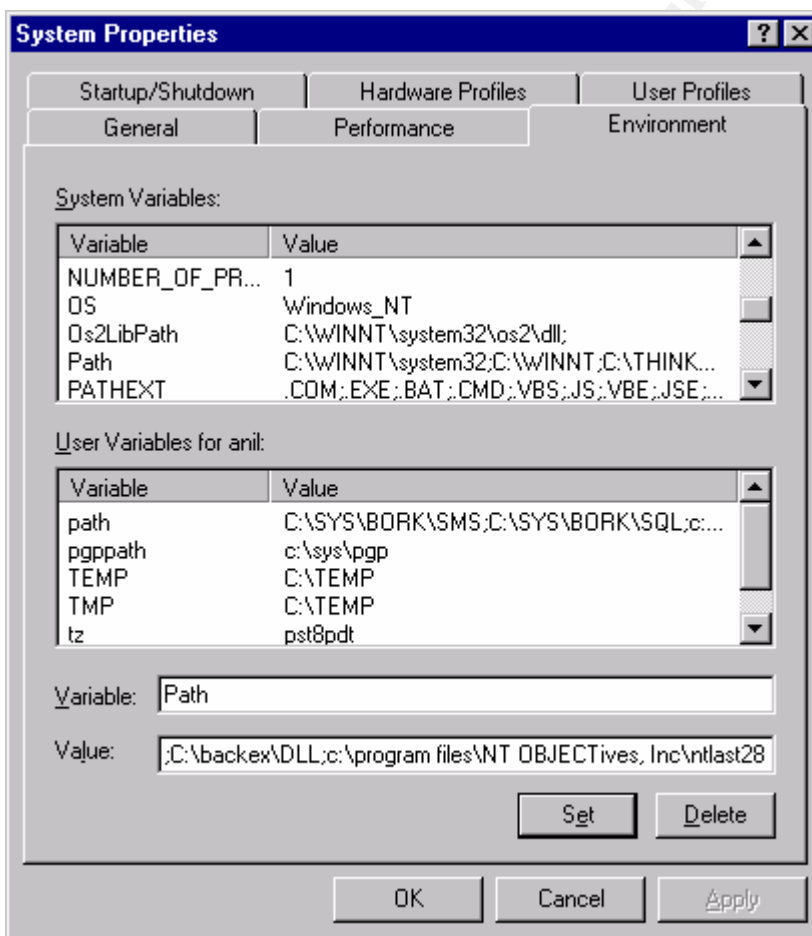 System Properties
Startup/Shutdown Hardware Profiles User Profiles
General Performance Environment
System Variables:
Variable Value
NUMBER_OF_PR... 1
OS Windows_NT
Os2LibPath C:\WINNT\system32\os2\dll;
Path C:\WINNT\system32;C:\WINNT;C:\THINK...
PATHEXT .COM;.EXE;.BAT;.CMD;.VBS;.JS;.VBE;.JSE;...
User Variables for anil:
Variable Value
path C:\SYS\BORK\SMS;C:\SYS\BORK\SQL;c:...
pgppath c:\sys\pgp
TEMP C:\TEMP
TMP C:\TEMP
tz pst8pdt
Variable: Path
Value: ;C:\backex\DLL;c:\program files\NT OBJECTives, Inc\ntlast28
Set Delete
OK Cancel Apply